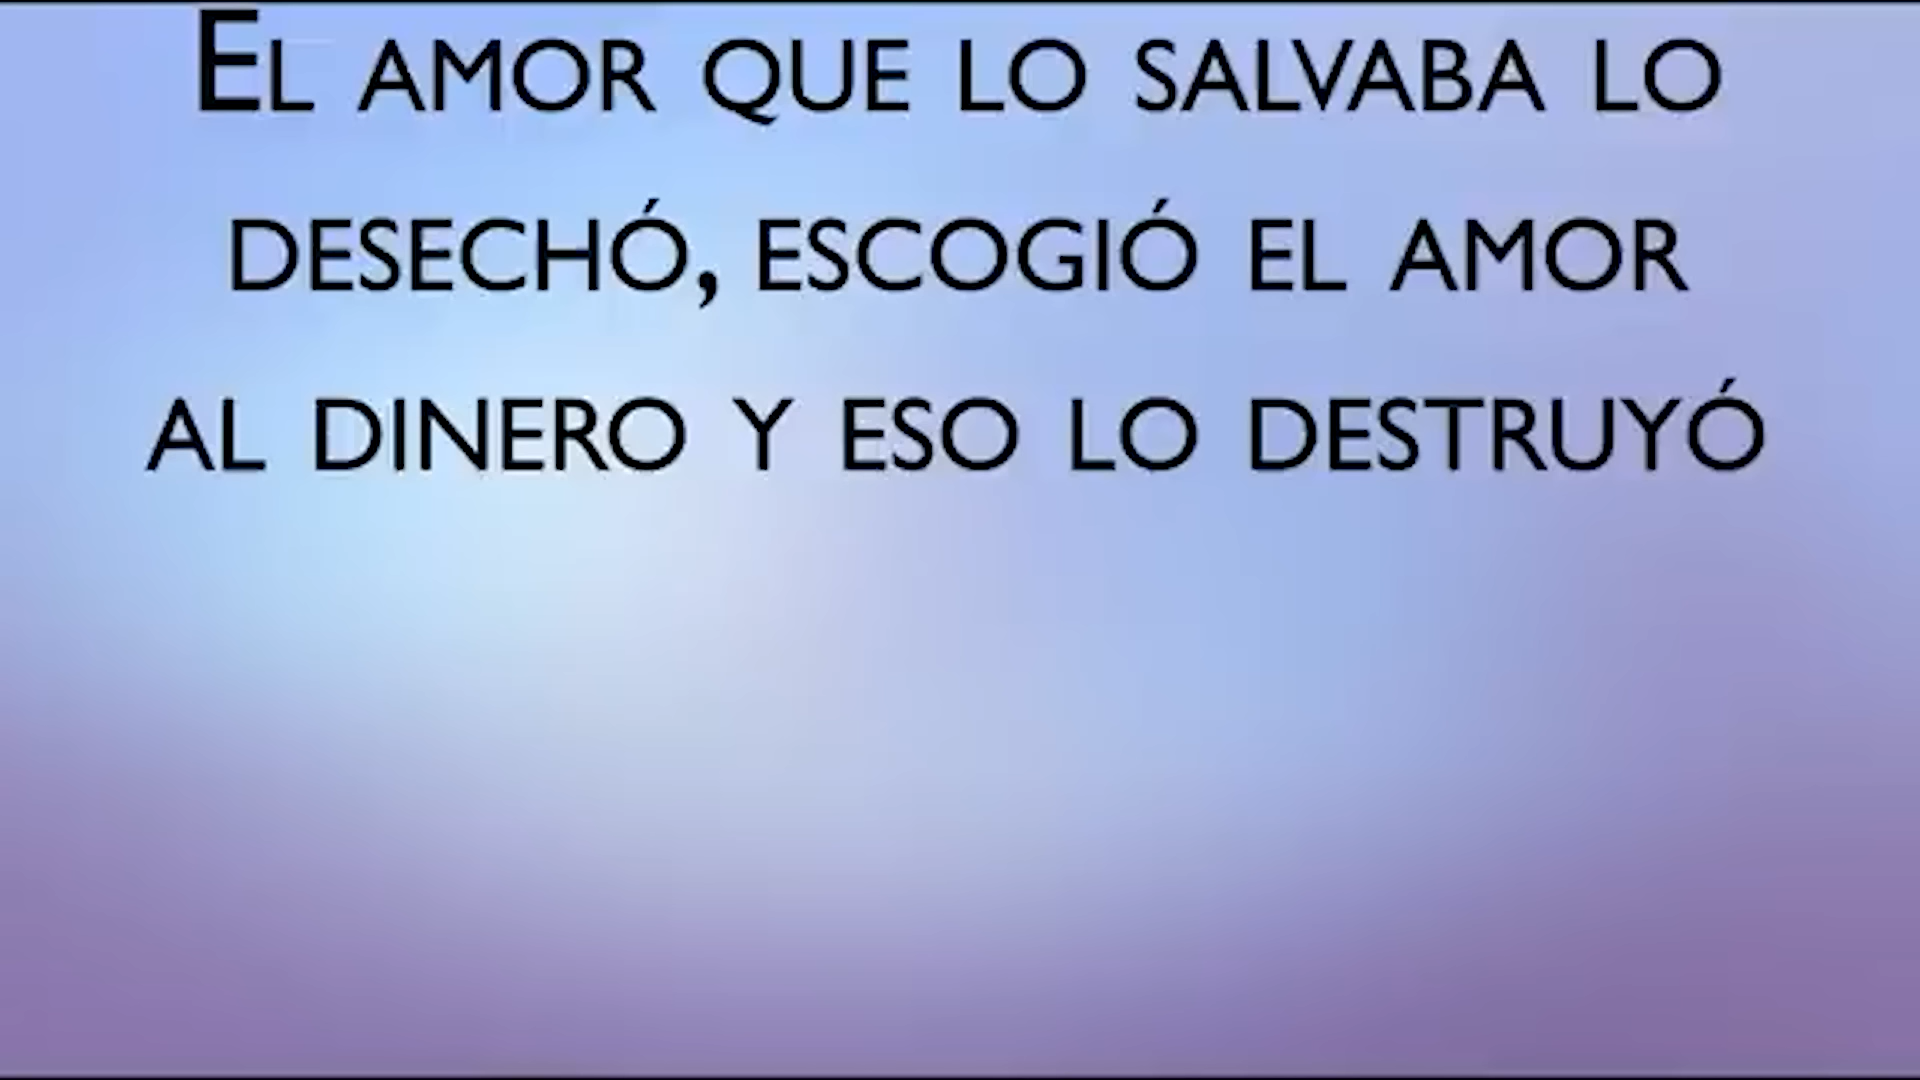 El amor que lo salvaba lo
desechó, escogió el amor
al dinero y eso lo destruyó